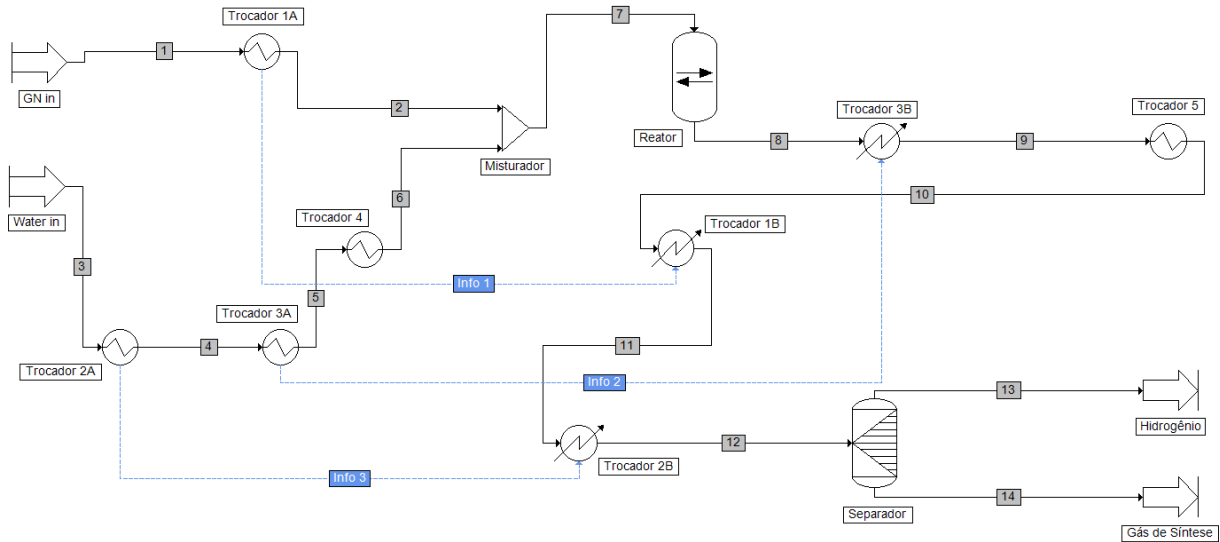 Trocador 1A
7
1
GN in
2
Misturador
Reator
8
Trocador 3B
9
Trocador 5
Water in
6
10
Trocador 4
Trocador 1B
3
Info 1
5
Trocador 3A
4
11
Trocador 2A
Info 2
13
Hidrogênio
12
Trocador 2B
Info 3
14
Separador
Gás de Síntese